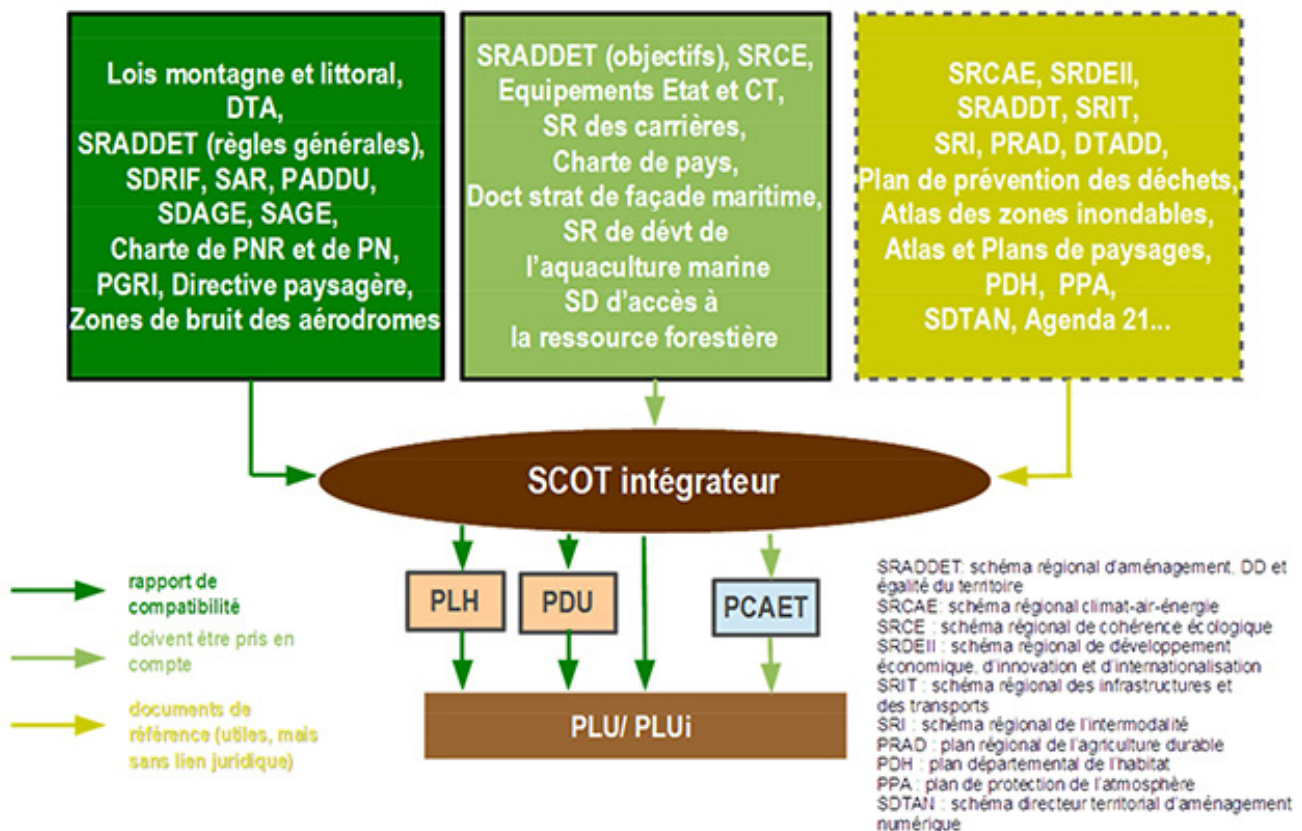 Lois montagne et littoral,
DTA,
SRADDET (règles générales),
SDRIF, SAR, PADDU,
SDAGE, SAGE,
Charte de PNR et de PN,
PGRI, Directive paysagère,
Zones de bruit des aérodromes
SRADDET (objectifs), SRCE,
Equipements Etat et CT,
SR des carrières,
Charte de pays,
Doct strat de façade maritime,
SR de dévt de
l'aquaculture marine
SD d'accès à
la ressource forestière
SRCAE, SRDEII,
SRADDT, SRIT,
SRI, PRAD, DTADD,
Plan de prévention des déchets,
Atlas des zones inondables,
Atlas et Plans de paysages,
PDH, PPA,
SDTAN, Agenda 21...
SCOT intégrateur
PLH
PDU
PCAET
PLU/ PLUi
rapport de
compatibilité
doivent être pris en
compte
documents de
référence (utiles, mais
sans lien juridique)
SRADDET: schéma régional d'aménagement, DD et
égalité du territoire
SRCAE: schéma régional climat-air-énergie
SRCE : schéma régional de cohérence écologique
SRDEII : schéma régional de développement
économique, d'innovation et d'internationalisation
SRIT : schéma régional des infrastructures et
des transports
SRI : schéma régional de l'intermodalité
PRAD : plan régional de l'agriculture durable
PDH : plan départemental de l'habitat
PPA : plan de protection de l'atmosphère
SDTAN : schéma directeur territorial d'aménagement
numérique